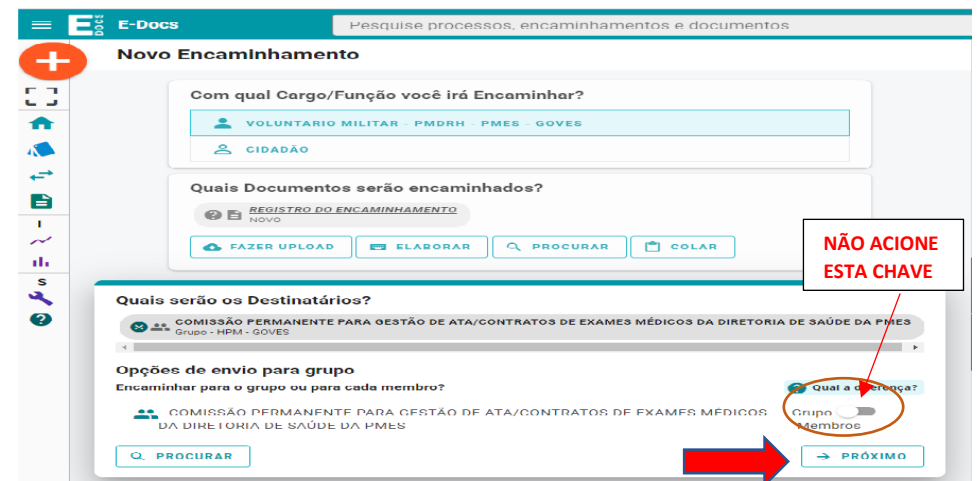 E DOCS E-Docs Pesquise processos, encaminhamentos e documentos
Novo Encaminhamento
Com qual Cargo/Função você irá Encaminhar?
VOLUNTARIO MILITAR - PMDRH - PMES - GOVES
CIDADÃO
Quais Documentos serão encaminhados?
REGISTRO DO ENCAMINHAMENTO
NOVO
FAZER UPLOAD ELABORAR PROCURAR COLAR
NÃO ACIONE
ESTA CHAVE
I
S
Quais serão os Destinatários?
COMISSÃO PERMANENTE PARA GESTÃO DE ATA/CONTRATOS DE EXAMES MÉDICOS DA DIRETORIA DE SAÚDE DA PMES
Grupo - HPM - GOVES
Opções de envio para grupo
Encaminhar para o grupo ou para cada membro? Qual a diferença?
COMISSÃO PERMANENTE PARA GESTÃO DE ATA/CONTRATOS DE EXAMES MÉDICOS Grupo
DA DIRETORIA DE SAÚDE DA PMES Membros
PROCURAR PRÓXIMO